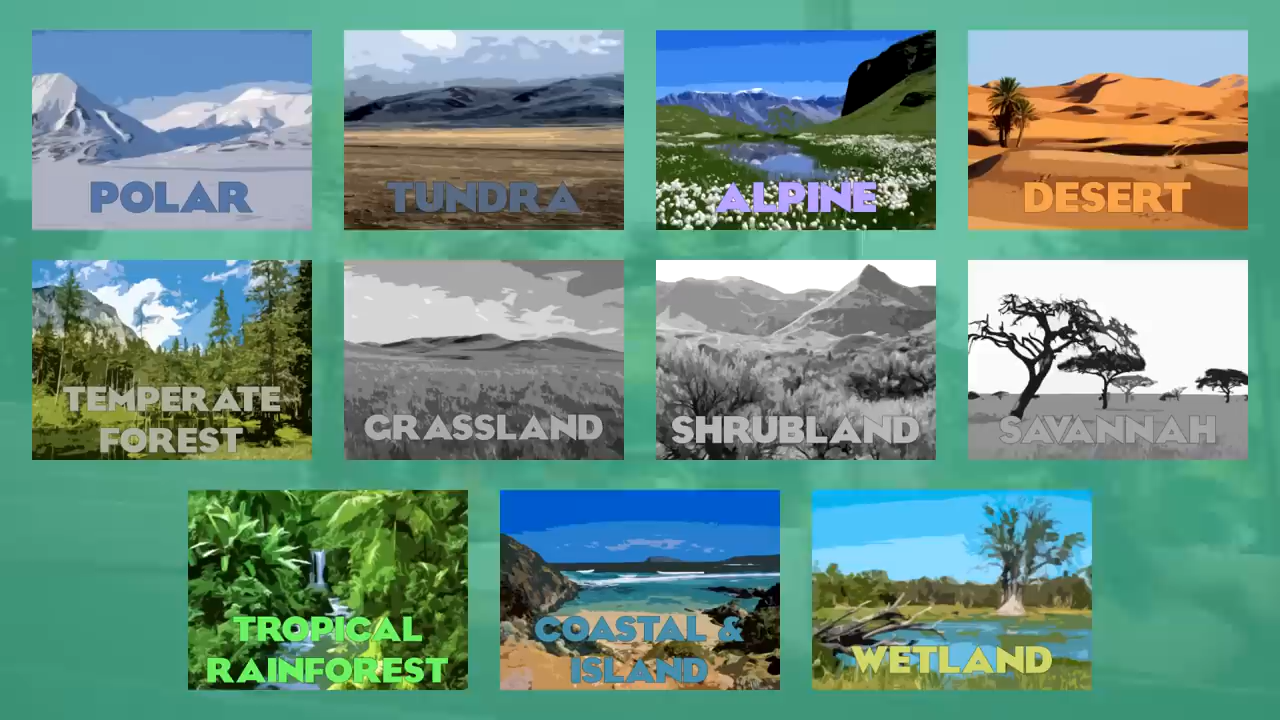 POLAR
TUNDRA
ALPINE
DESERT
TEMPERATE
FOREST
GRASSLAND
SHRUBLAND
SAVANNAH
TROPICAL
RAINFOREST
COASTAL &
ISLAND
WETLAND